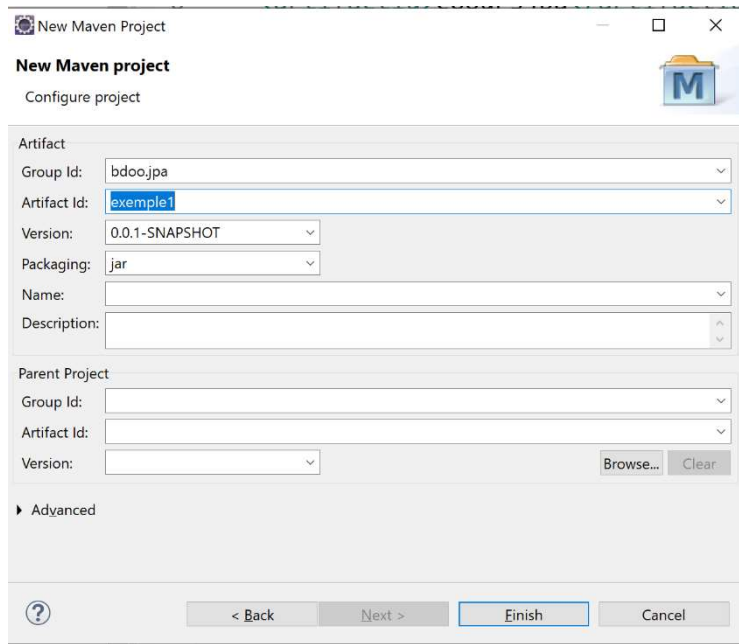 New Maven Project
New Maven project
Configure project
M
Artifact
Group Id: bdoo.jpa
Artifact Id: exemple1
Version: 0.0.1-SNAPSHOT
Packaging: jar
Name:
Description:
Parent Project
Group Id:
Artifact Id:
Version: Browse... Clear
Advanced
? < Back Next > Finish Cancel